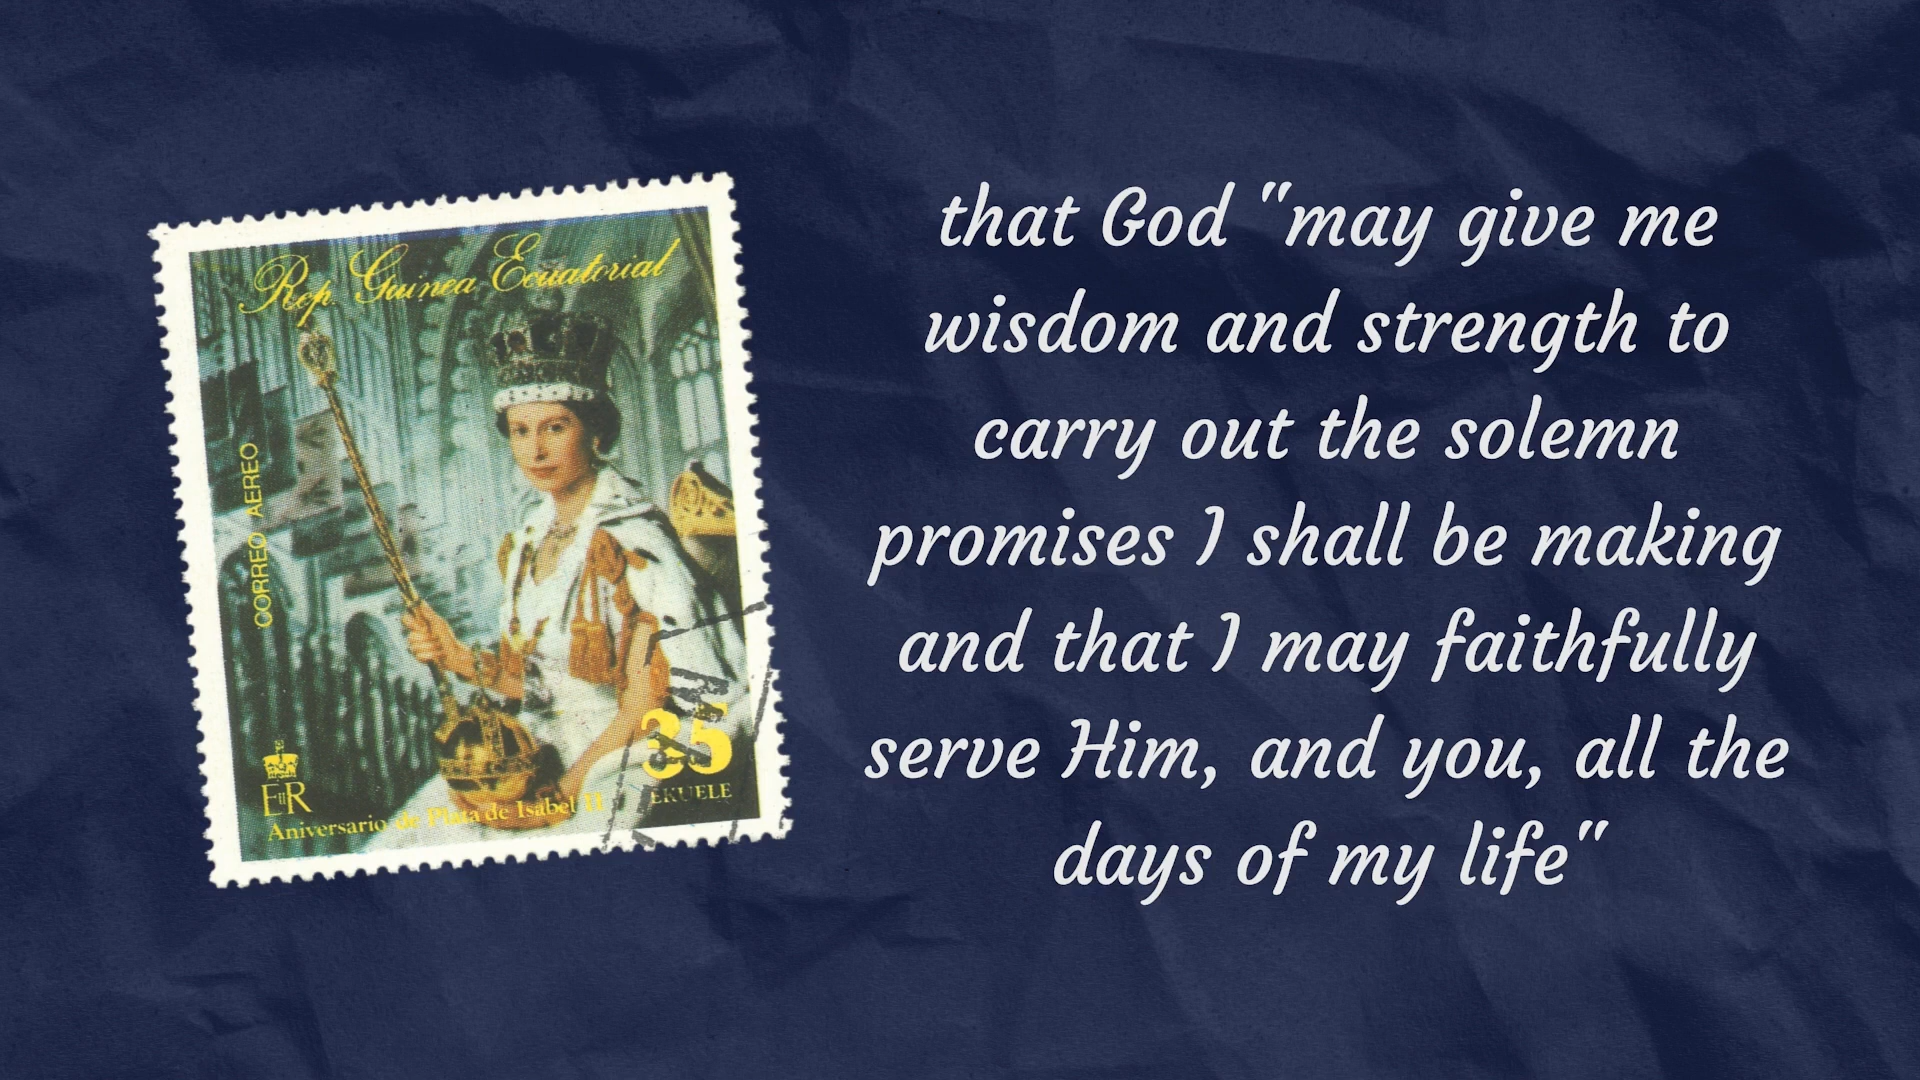 Rep. Guinea Ecuatorial
CORREO AEREO
35
EKUELE
EIIR
Aniversario de Plata de Isabel II
that God "may give me
wisdom and strength to
carry out the solemn
promises I shall be making
and that I may faithfully
serve Him, and you, all the
days of my life"